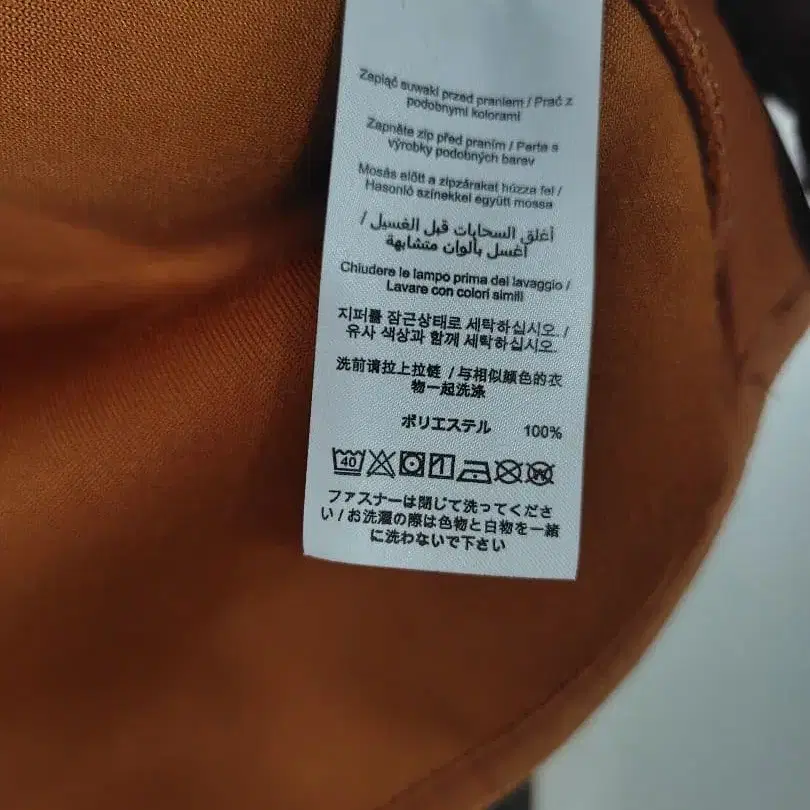 Zapiąć suwaki przed praniem / Prać z
podobnymi kolorami
Zapněte zip před praním / Perte s
výrobky podobných barev
Mosás előtt a zipzárakat húzza fel /
Hasonló színekkel együtt mossa
أغلق السحابات قبل الغسيل /
اغسل بألوان متشابهة
Chiudere le lampo prima del lavaggio /
Lavare con colori simili
지퍼를 잠근상태로 세탁하십시오. /
유사 색상과 함께 세탁하십시오.
洗前请拉上拉链 / 与相似颜色的衣
物一起洗涤
ポリエステル 100%
40
ファスナーは閉じて洗ってくださ
い / お洗濯の際は色物と白物を一緒
に洗わないで下さい